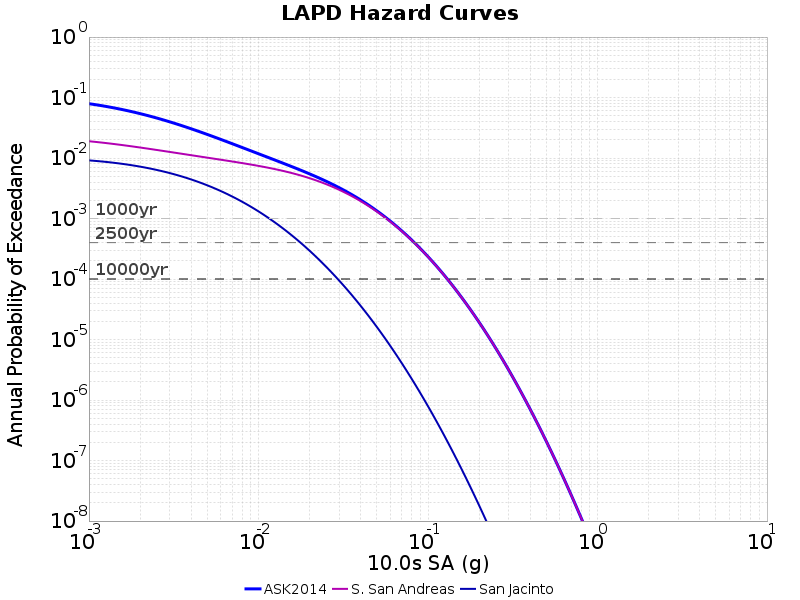 LAPD Hazard Curves
Annual Probability of Exceedance
10^0
10^-1
10^-2
10^-3
10^-4
10^-5
10^-6
10^-7
10^-8
1000yr
2500yr
10000yr
10^-3 10^-2 10^-1 10^0 10^1
10.0s SA (g)
ASK2014 S. San Andreas San Jacinto